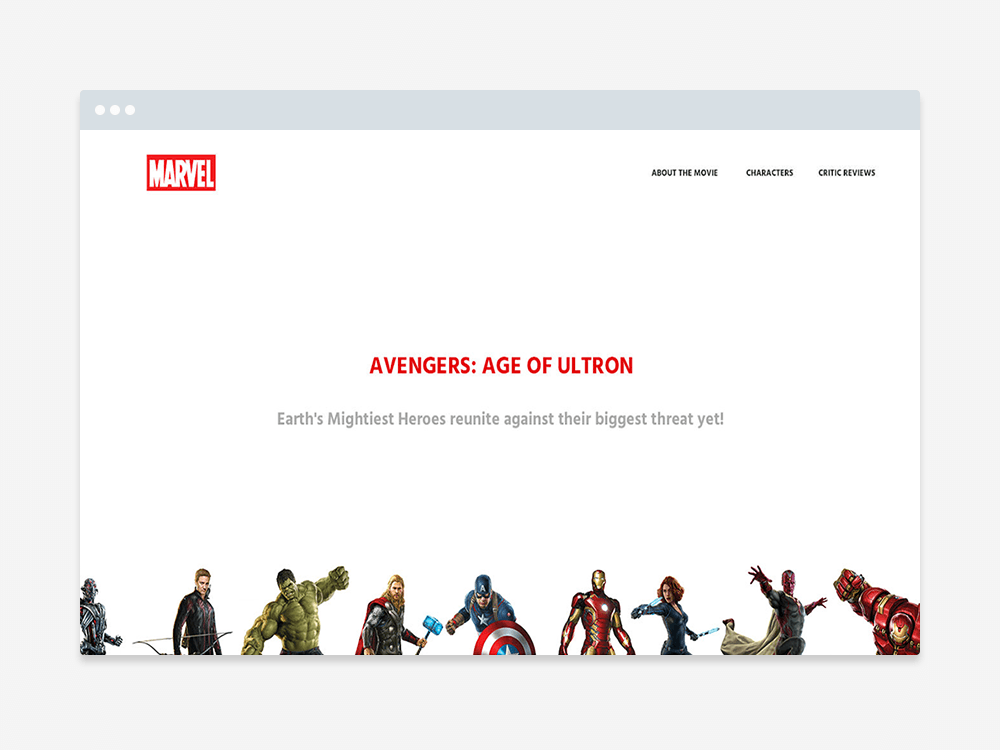 MARVEL
ABOUT THE MOVIE CHARACTERS CRITIC REVIEWS
AVENGERS: AGE OF ULTRON
Earth's Mightiest Heroes reunite against their biggest threat yet!